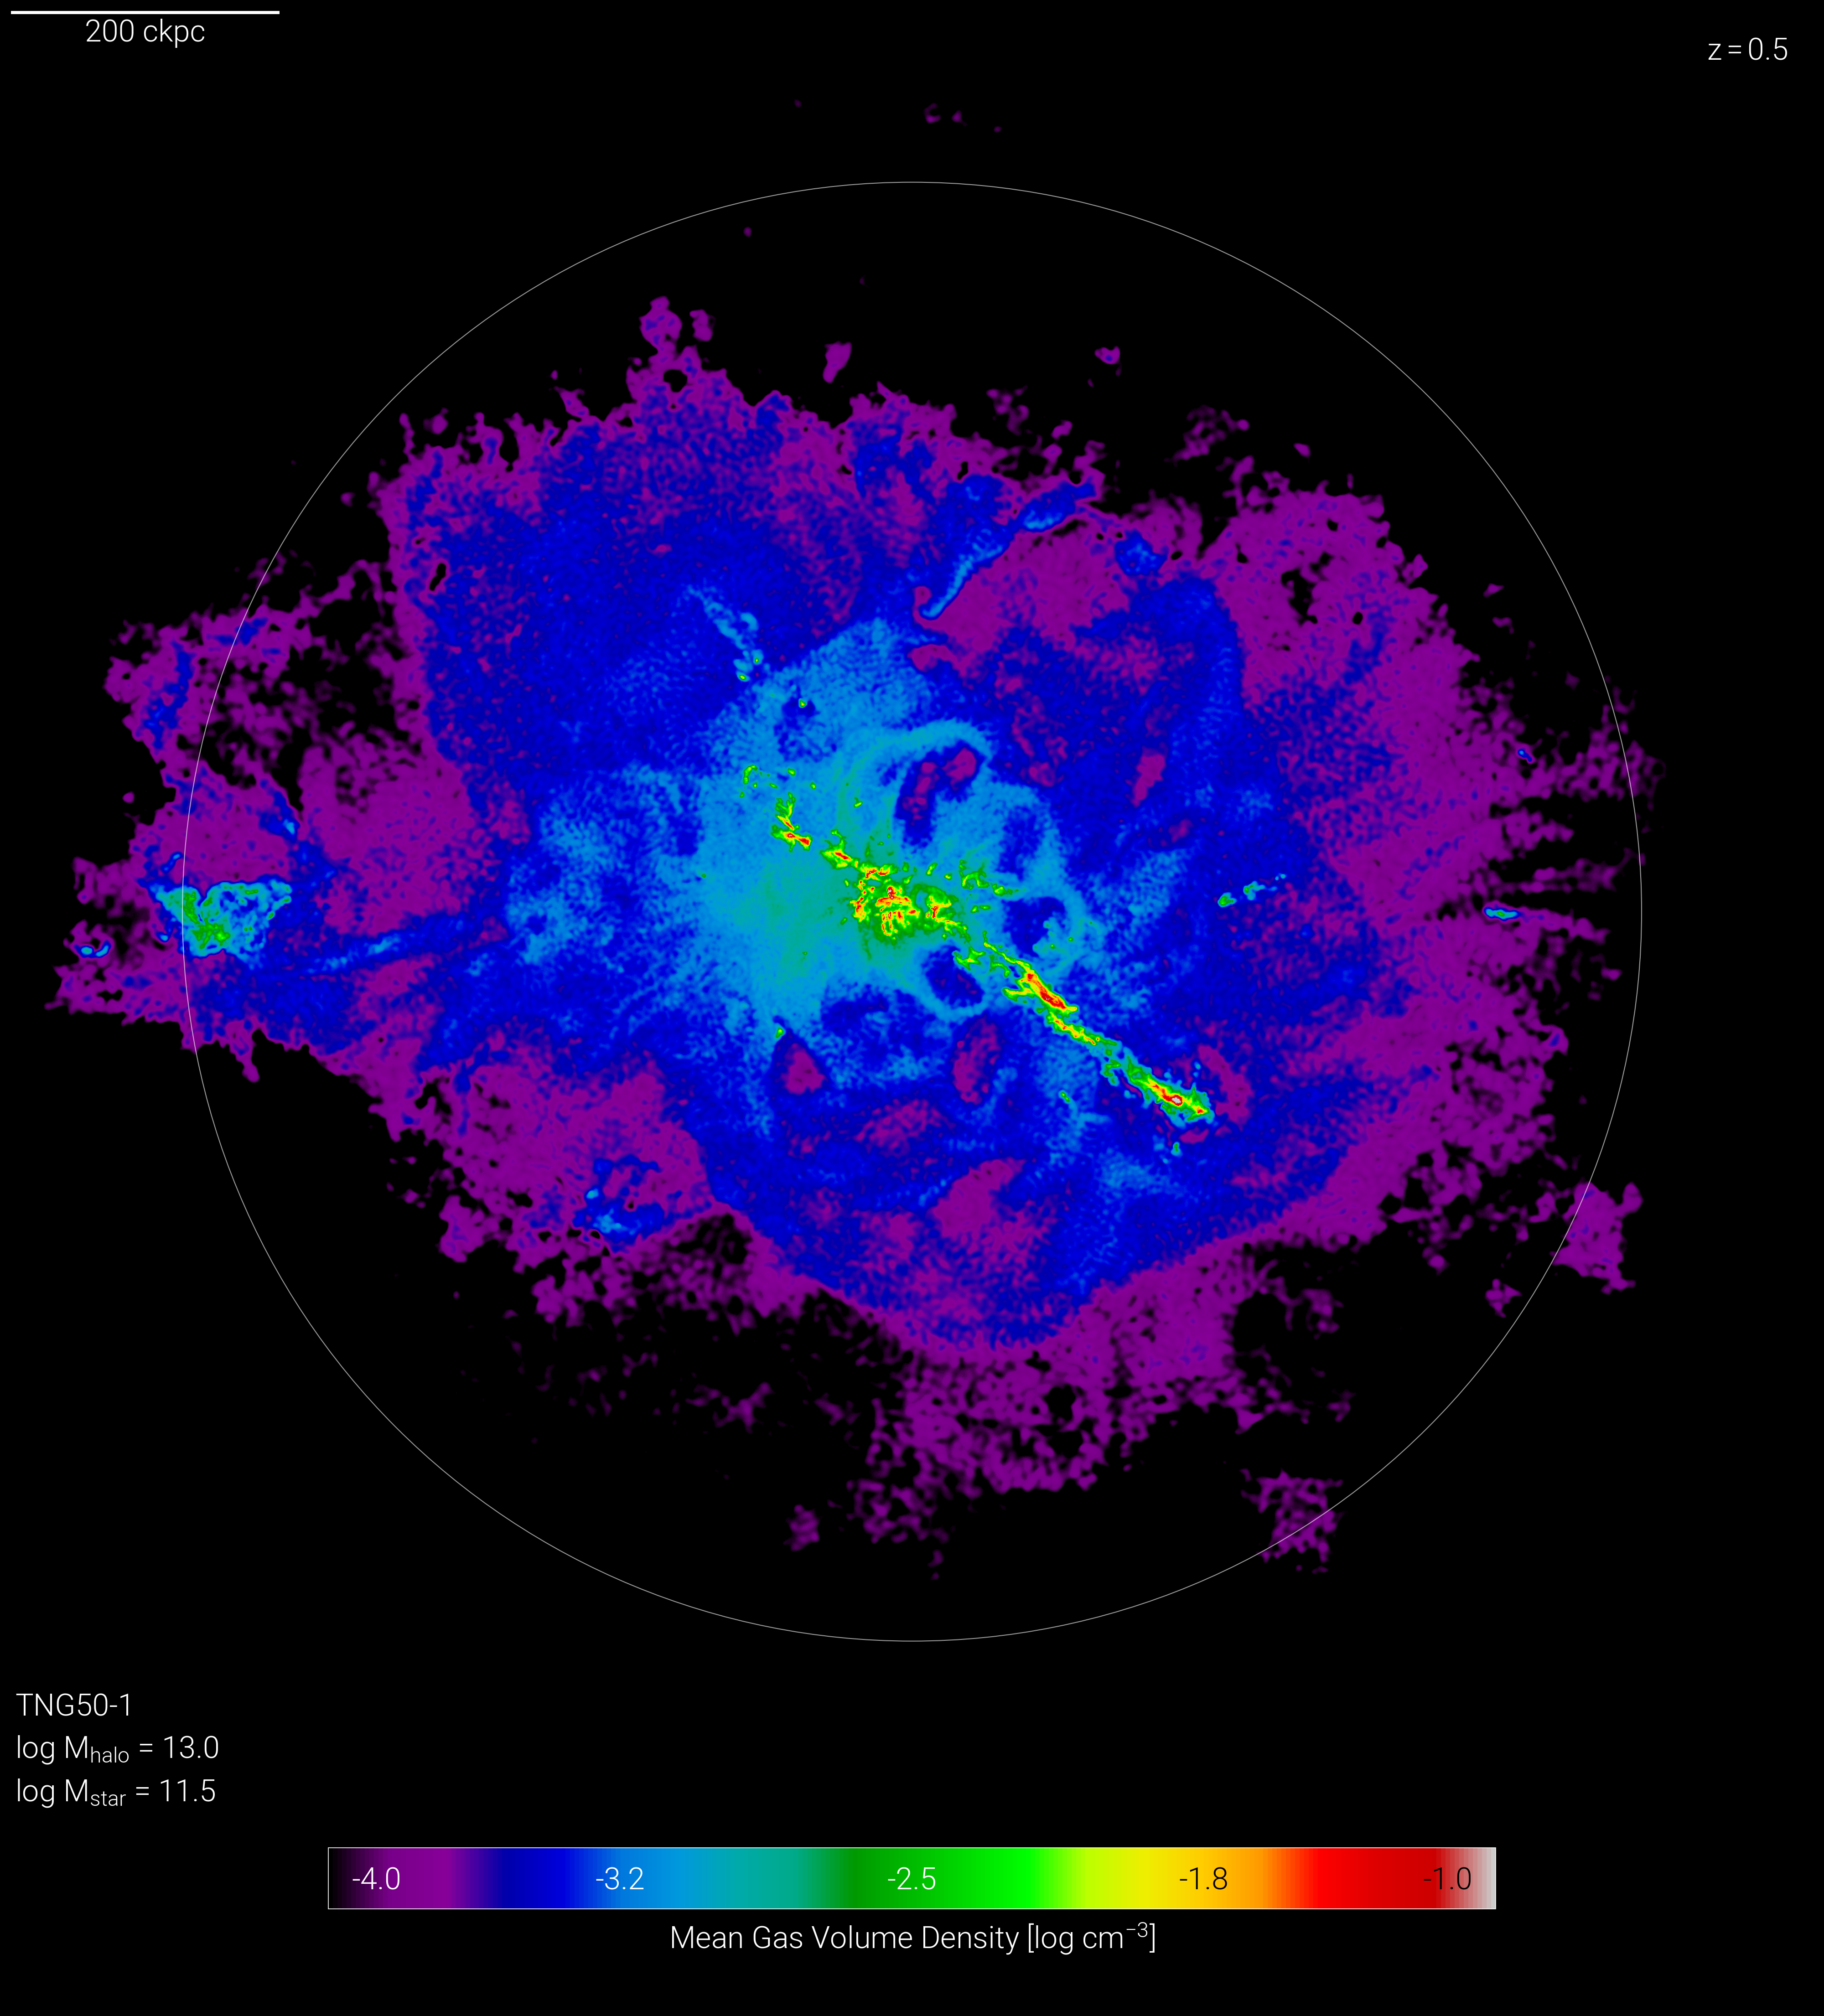 200 ckpc
z = 0.5
TNG50-1
log Mhalo = 13.0
log Mstar = 11.5
-4.0 -3.2 -2.5 -1.8 -1.0
Mean Gas Volume Density [log cm⁻³]